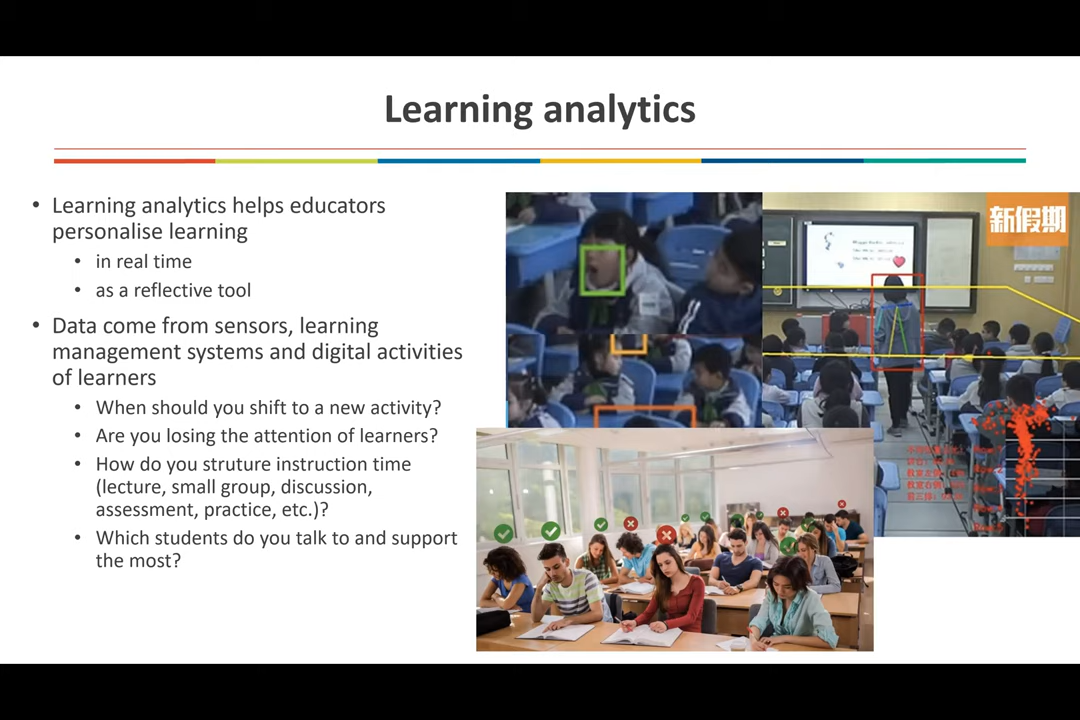 Learning analytics
• Learning analytics helps educators
personalise learning
• in real time
• as a reflective tool
• Data come from sensors, learning
management systems and digital activities
of learners
• When should you shift to a new activity?
• Are you losing the attention of learners?
• How do you struture instruction time
(lecture, small group, discussion,
assessment, practice, etc.)?
• Which students do you talk to and support
the most?
新假期